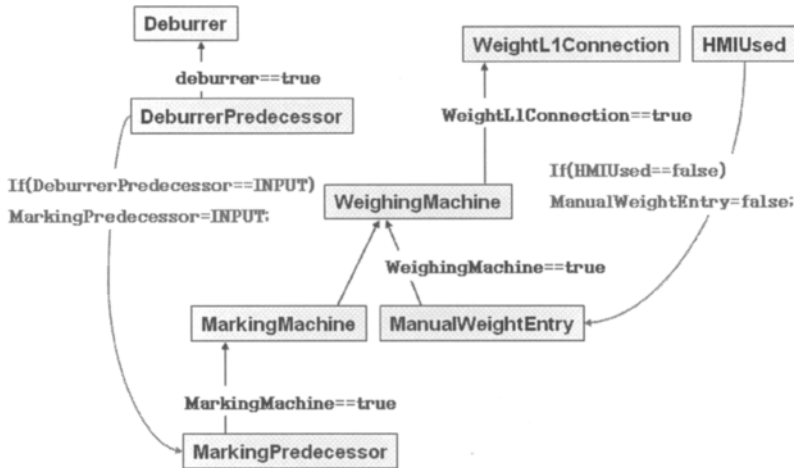 Deburrer
WeightL1Connection
HMIUsed
deburrer==true
DeburrerPredecessor
WeightL1Connection==true
If(DeburrerPredecessor==INPUT)
MarkingPredecessor=INPUT;
If(HMIUsed==false)
ManualWeightEntry=false;
WeighingMachine
WeighingMachine==true
MarkingMachine
ManualWeightEntry
MarkingMachine==true
MarkingPredecessor